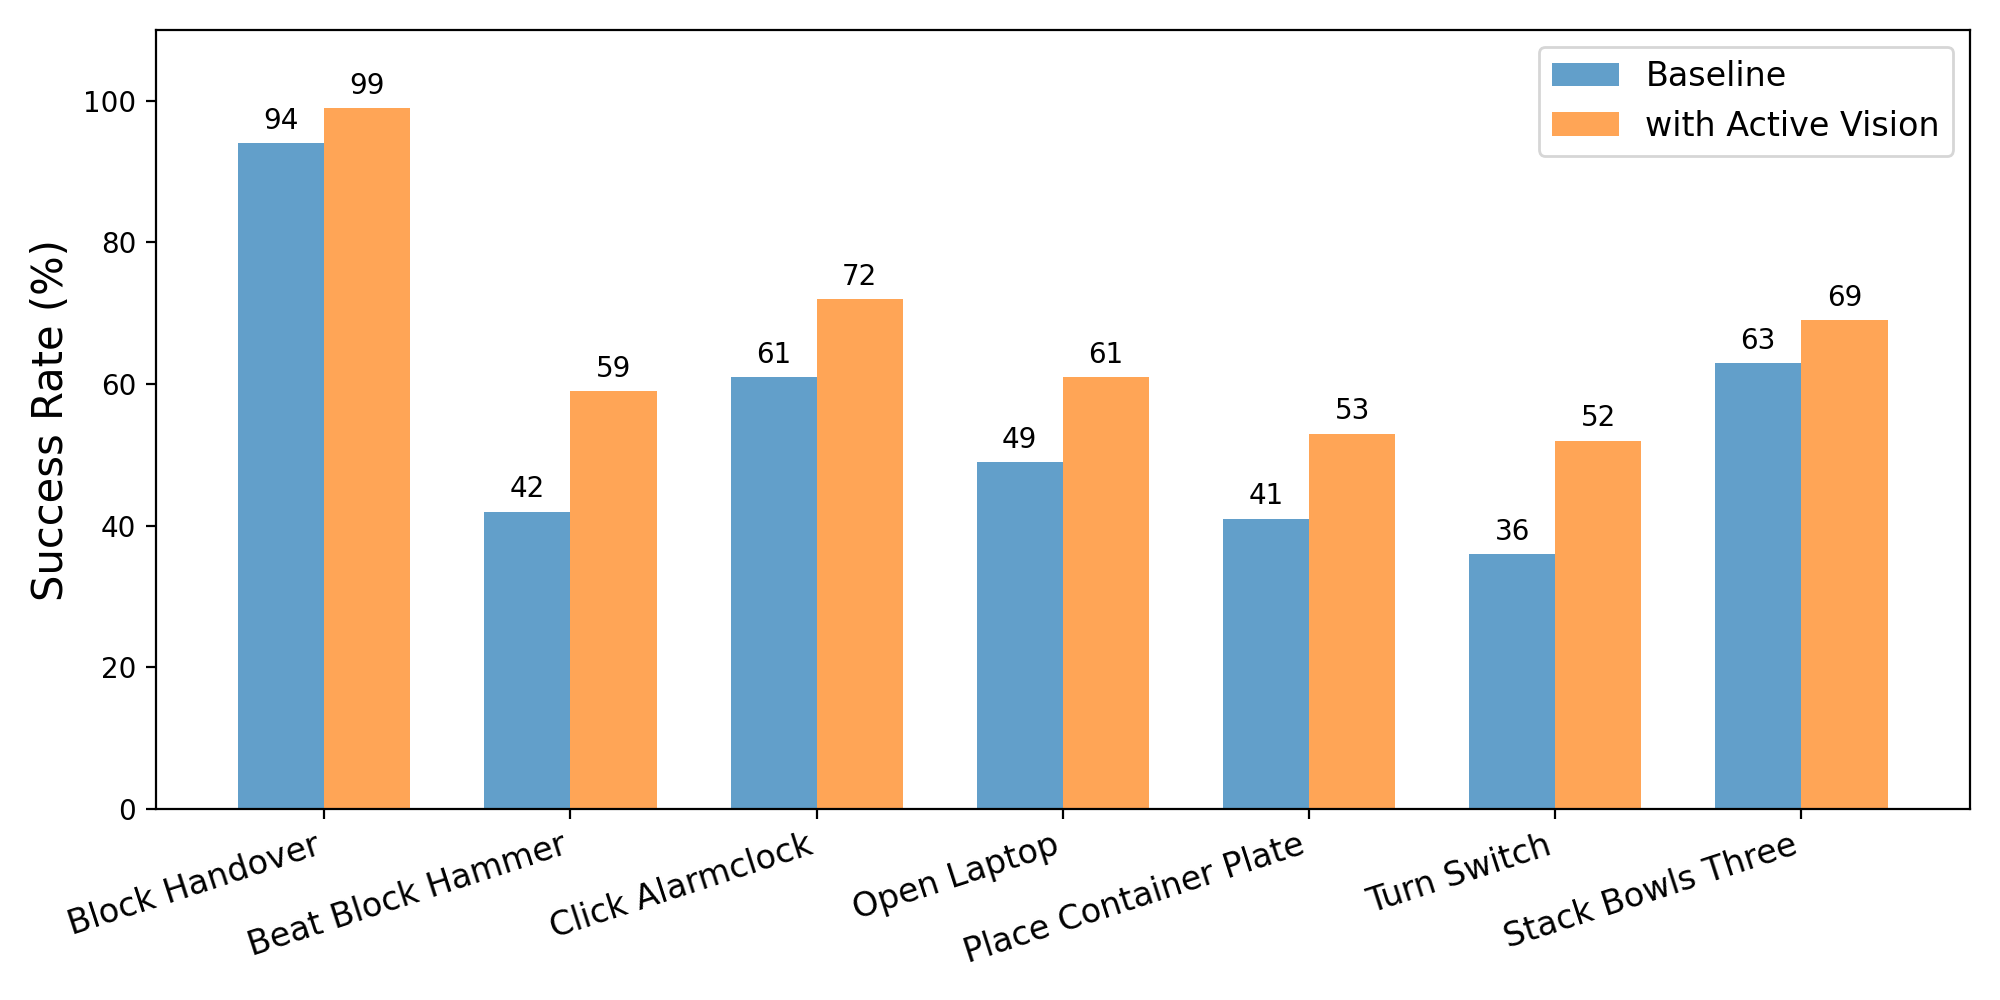 Baseline
with Active Vision
Success Rate (%)
100
80
60
40
20
0
94
99
42
59
61
72
49
61
41
53
36
52
63
69
Block Handover
Beat Block Hammer
Click Alarmclock
Open Laptop
Place Container Plate
Turn Switch
Stack Bowls Three